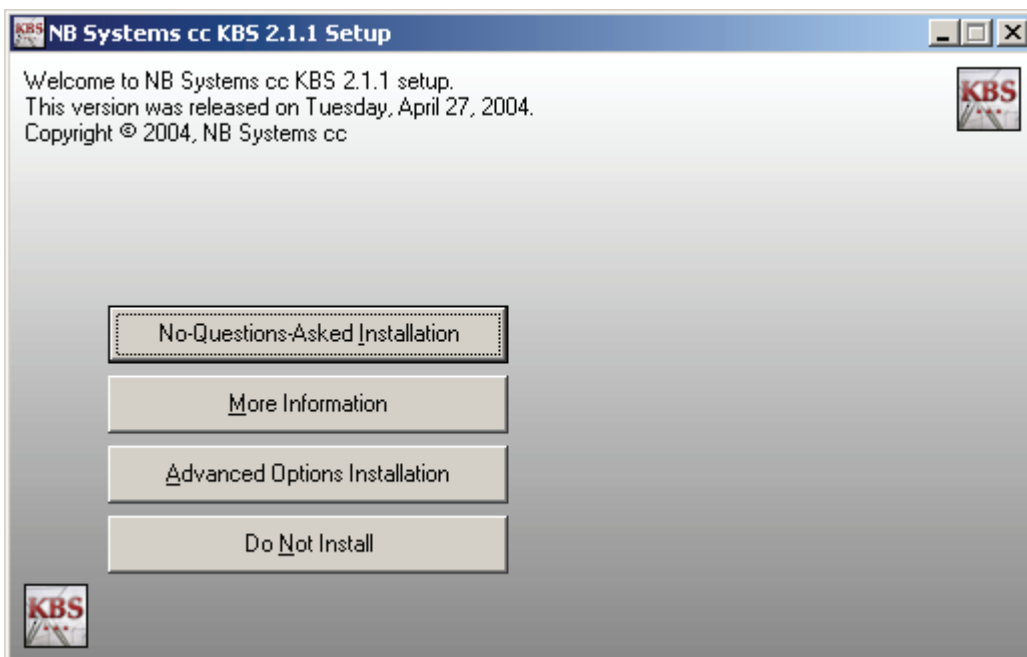 KBS NB Systems cc KBS 2.1.1 Setup
Welcome to NB Systems cc KBS 2.1.1 setup.
This version was released on Tuesday, April 27, 2004.
Copyright © 2004, NB Systems cc
KBS
No-Questions-Asked Installation
More Information
Advanced Options Installation
Do Not Install
KBS